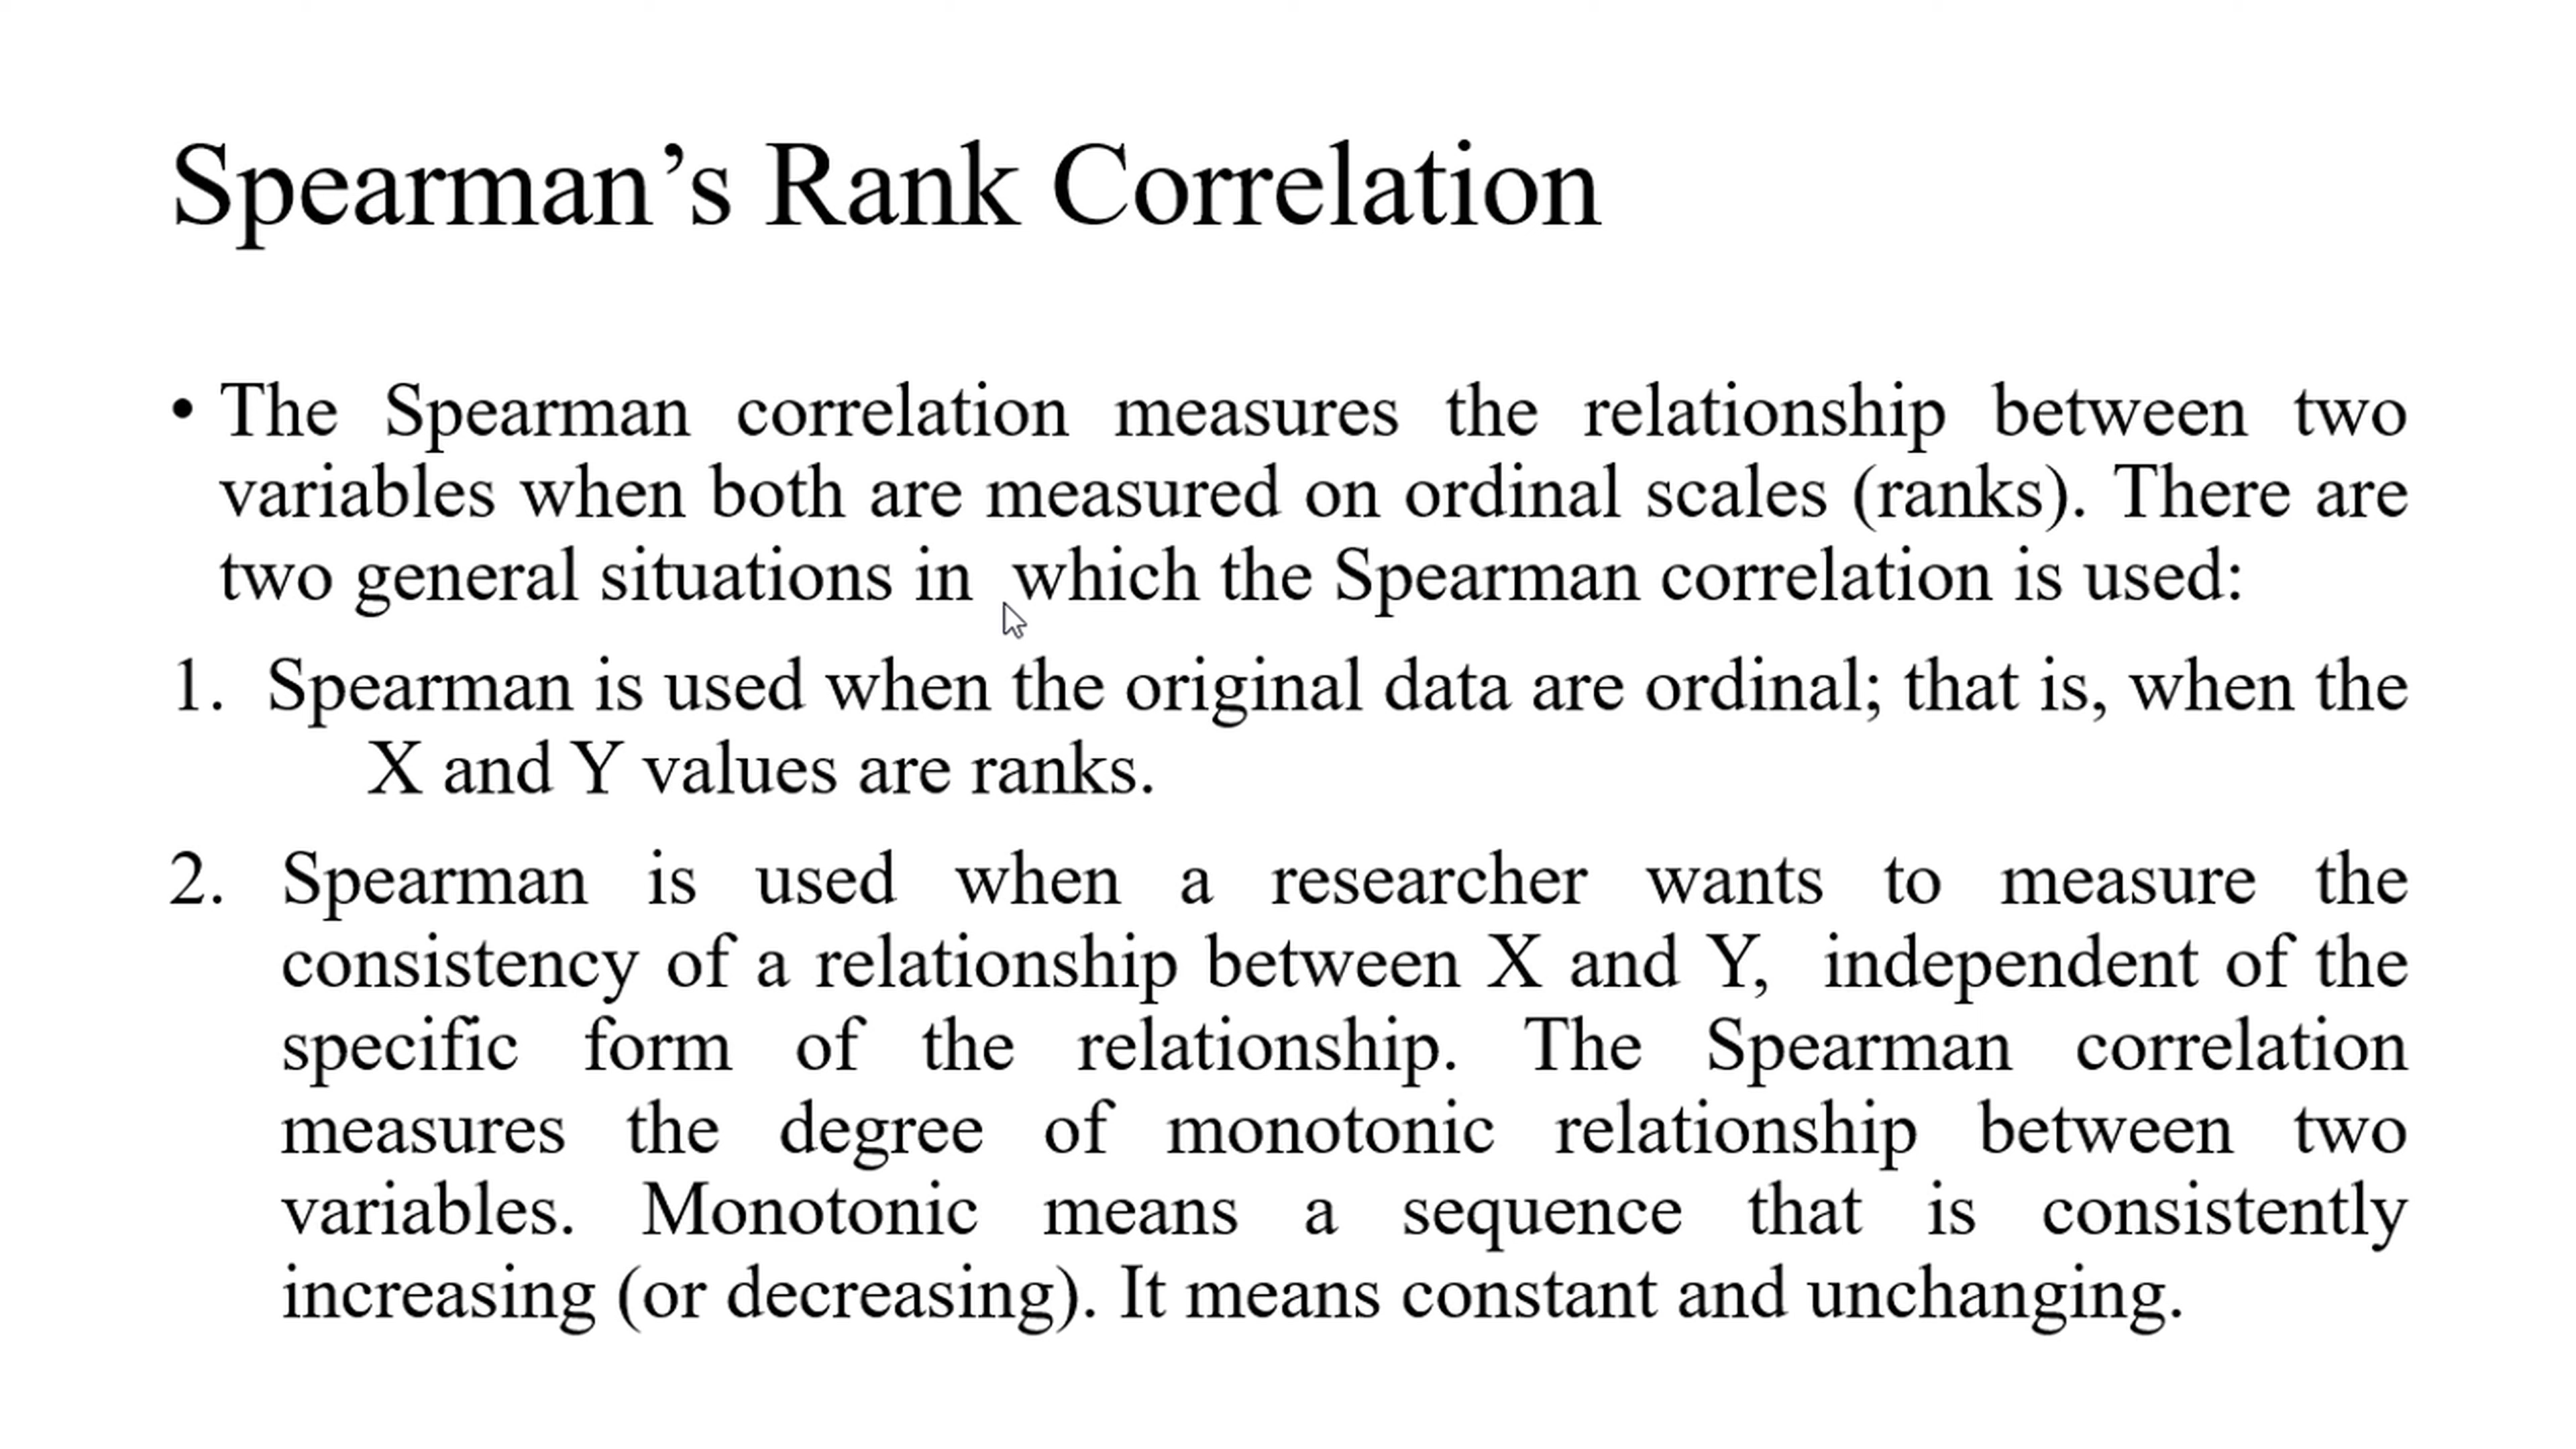 Spearman’s Rank Correlation
• The Spearman correlation measures the relationship between two
variables when both are measured on ordinal scales (ranks). There are
two general situations in which the Spearman correlation is used:
1. Spearman is used when the original data are ordinal; that is, when the
X and Y values are ranks.
2. Spearman is used when a researcher wants to measure the
consistency of a relationship between X and Y, independent of the
specific form of the relationship. The Spearman correlation
measures the degree of monotonic relationship between two
variables. Monotonic means a sequence that is consistently
increasing (or decreasing). It means constant and unchanging.